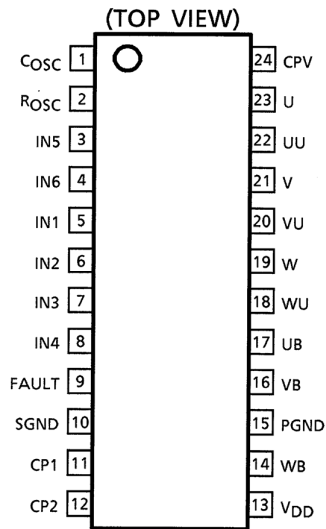 (TOP VIEW)
COSC 1 24 CPV
ROSC 2 23 U
IN5 3 22 UU
IN6 4 21 V
IN1 5 20 VU
IN2 6 19 W
IN3 7 18 WU
IN4 8 17 UB
FAULT 9 16 VB
SGND 10 15 PGND
CP1 11 14 WB
CP2 12 13 VDD